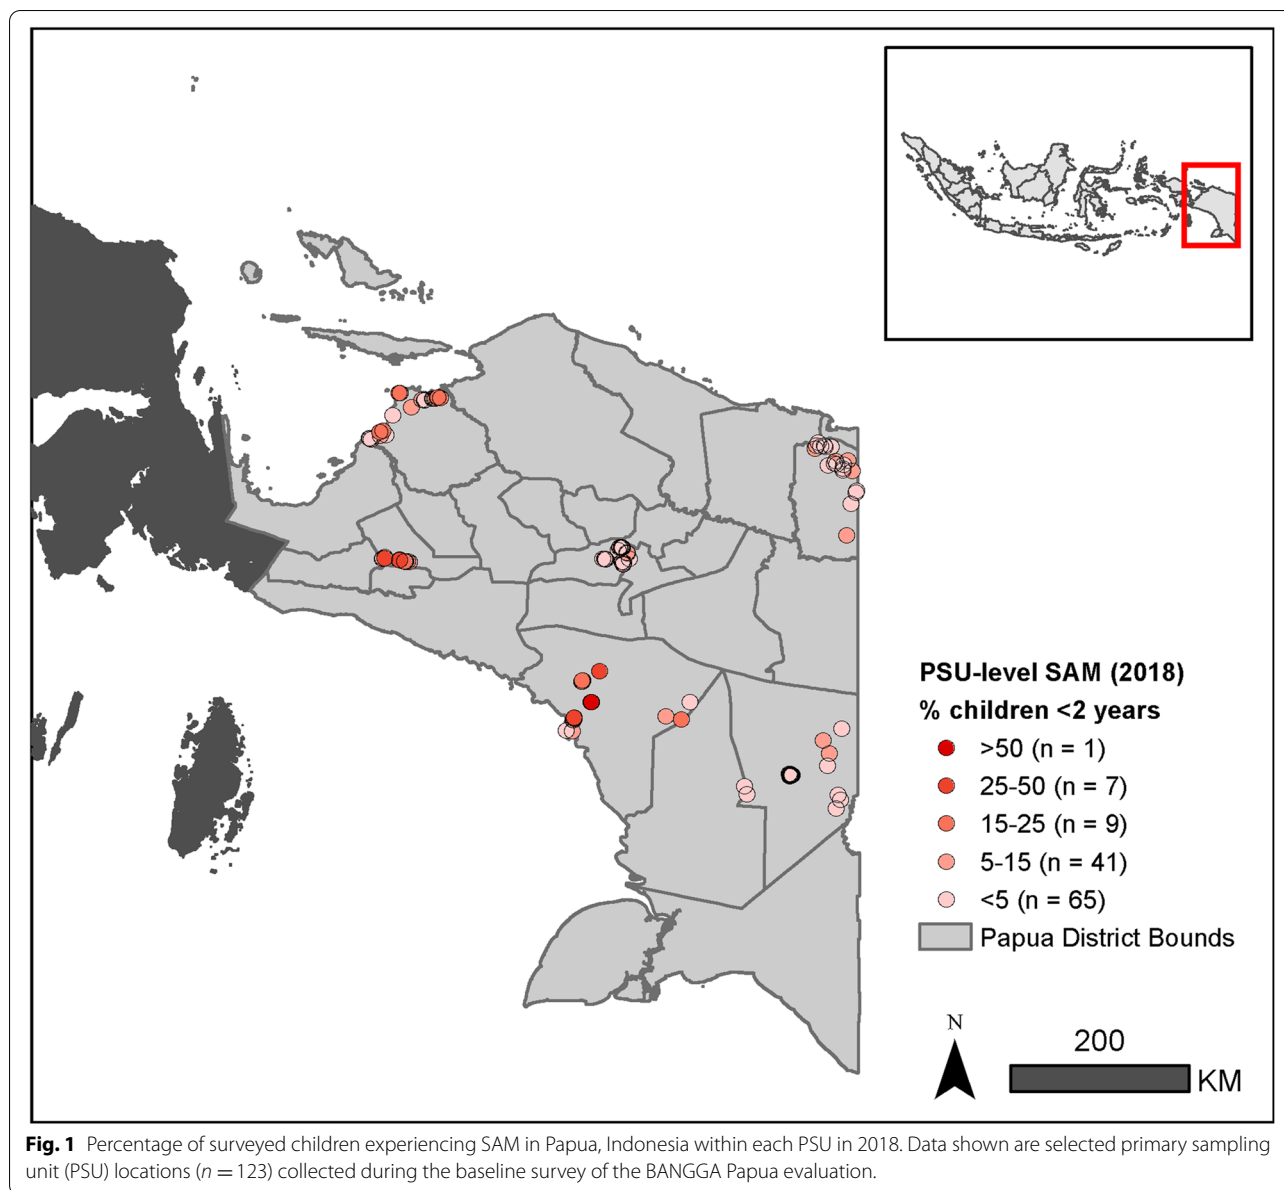 PSU-level SAM (2018)
% children <2 years
>50 (n = 1)
25-50 (n = 7)
15-25 (n = 9)
5-15 (n = 41)
<5 (n = 65)
Papua District Bounds
N
200
KM
Fig. 1 Percentage of surveyed children experiencing SAM in Papua, Indonesia within each PSU in 2018. Data shown are selected primary sampling
unit (PSU) locations (n = 123) collected during the baseline survey of the BANGGA Papua evaluation.